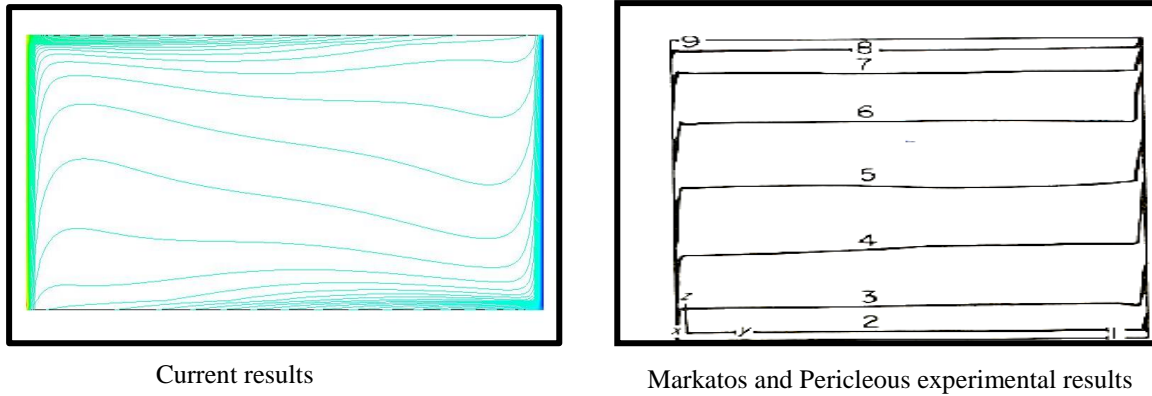 9
8
7
6
5
4
3
z
2
x
y
1
Current results
Markatos and Pericleous experimental results